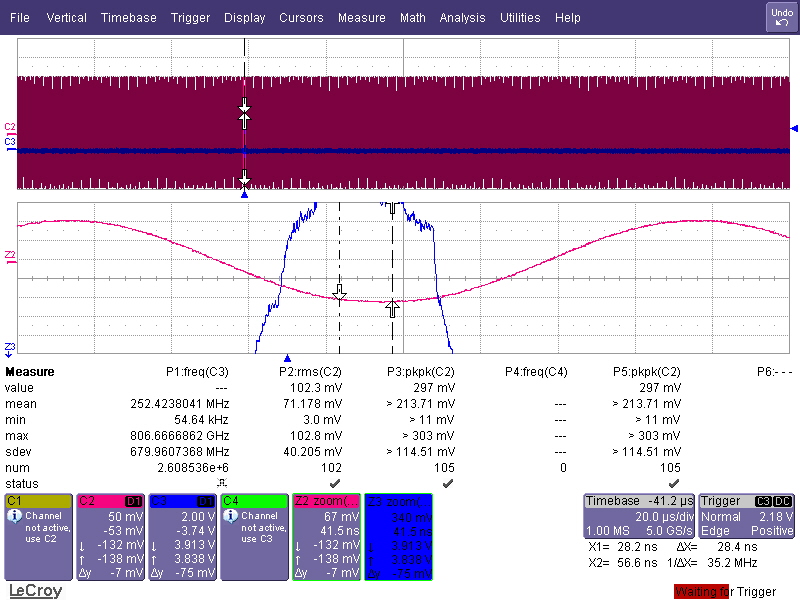 File Vertical Timebase Trigger Display Cursors Measure Math Analysis Utilities Help Undo
C2
C3
Z2
Z3
Measure P1:freq(C3) P2:rms(C2) P3:pkpk(C2) P4:freq(C4) P5:pkpk(C2) P6:- - -
value --- 102.3 mV 297 mV 297 mV
mean 252.4238041 MHz 71.178 mV > 213.71 mV --- > 213.71 mV
min 54.64 kHz 3.0 mV > 11 mV --- > 11 mV
max 806.6666862 GHz 102.8 mV > 303 mV --- > 303 mV
sdev 679.9607368 MHz 40.205 mV > 114.51 mV --- > 114.51 mV
num 2.608536e+6 102 105 0 105
status
C1
Channel
not active,
use C2
C2 D1
50 mV
-53 mV
↓ -132 mV
↑ -138 mV
Δy -7 mV
C3 D1
2.00 V
-3.74 V
↓ 3.913 V
↑ 3.838 V
Δy -75 mV
C4
Channel
not active,
use C3
Z2 zoom(...
67 mV
41.5 ns
↓ -132 mV
↑ -138 mV
Δy -7 mV
Z3 zoom(
340 mV
41.5 ns
↓ 3.913 V
↑ 3.838 V
Δy -75 mV
Timebase -41.2 µs
20.0 µs/div
1.00 MS 5.0 GS/s
Trigger C3 DC
Normal 2.18 V
Edge Positive
X1= 28.2 ns ΔX= 28.4 ns
X2= 56.6 ns 1/ΔX= 35.2 MHz
LeCroy
Waiting for Trigger